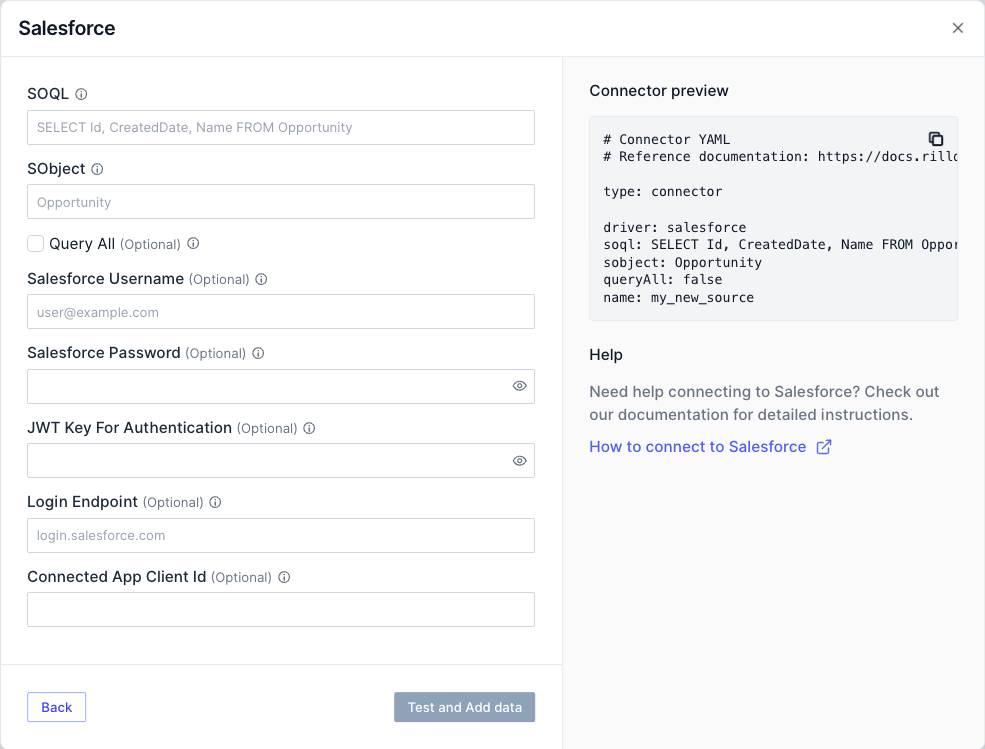 Salesforce
SOQL
SELECT Id, CreatedDate, Name FROM Opportunity
SObject
Opportunity
Query All (Optional)
Salesforce Username (Optional)
user@example.com
Salesforce Password (Optional)
JWT Key For Authentication (Optional)
Login Endpoint (Optional)
login.salesforce.com
Connected App Client Id (Optional)
Back
Test and Add data
Connector preview
# Connector YAML
# Reference documentation: https://docs.rill
type: connector
driver: salesforce
soql: SELECT Id, CreatedDate, Name FROM Oppor
sobject: Opportunity
queryAll: false
name: my_new_source
Help
Need help connecting to Salesforce? Check out
our documentation for detailed instructions.
How to connect to Salesforce